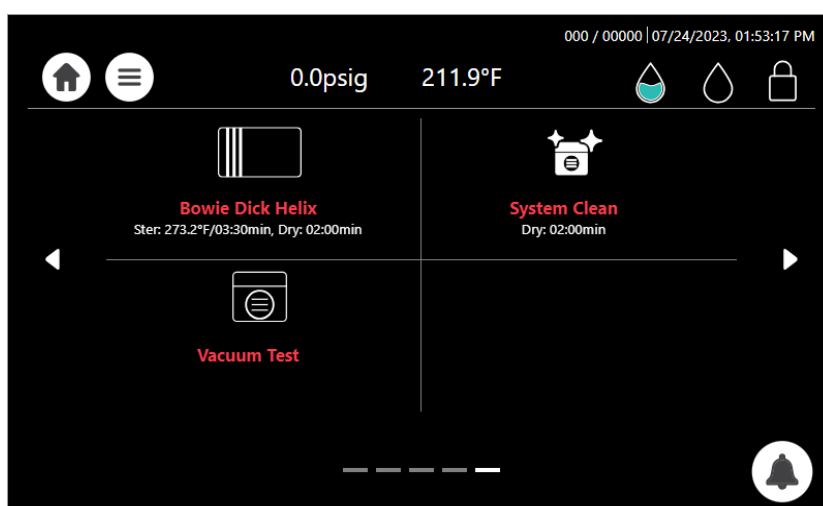 000 / 00000 | 07/24/2023, 01:53:17 PM
0.0psig 211.9°F
Bowie Dick Helix
Ster: 273.2°F/03:30min, Dry: 02:00min
System Clean
Dry: 02:00min
Vacuum Test